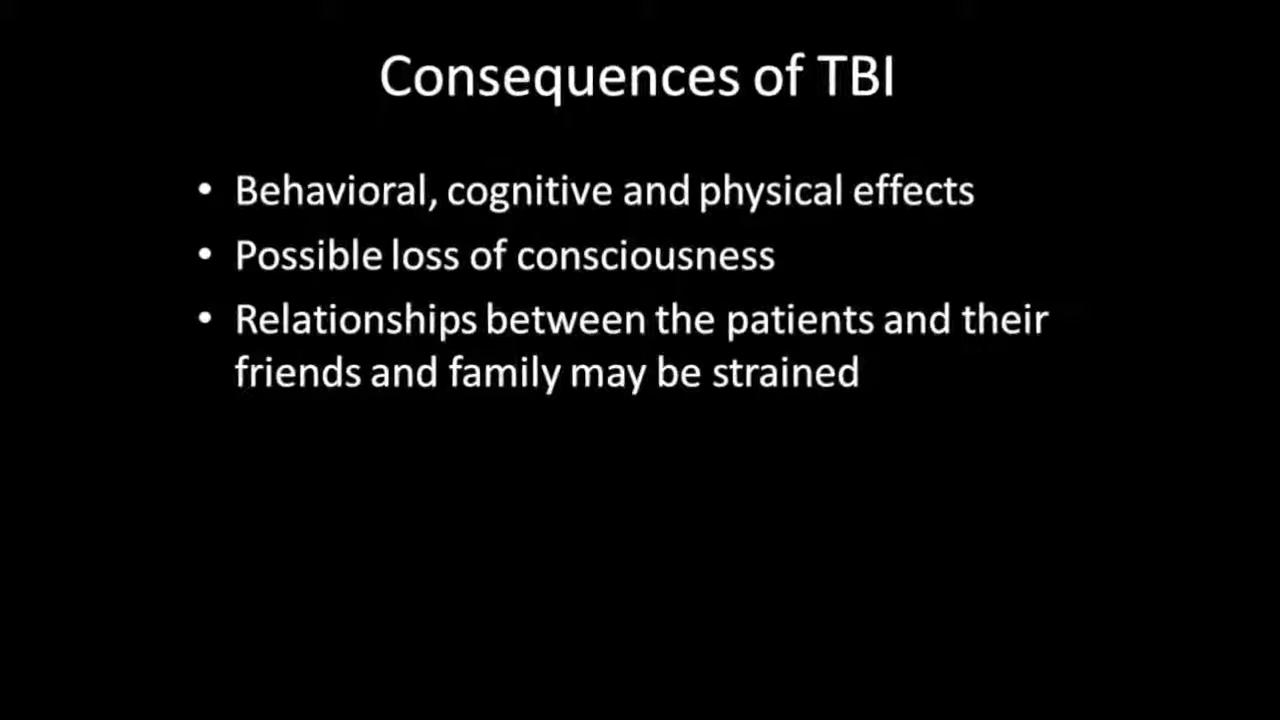 Consequences of TBI
• Behavioral, cognitive and physical effects
• Possible loss of consciousness
• Relationships between the patients and their
friends and family may be strained